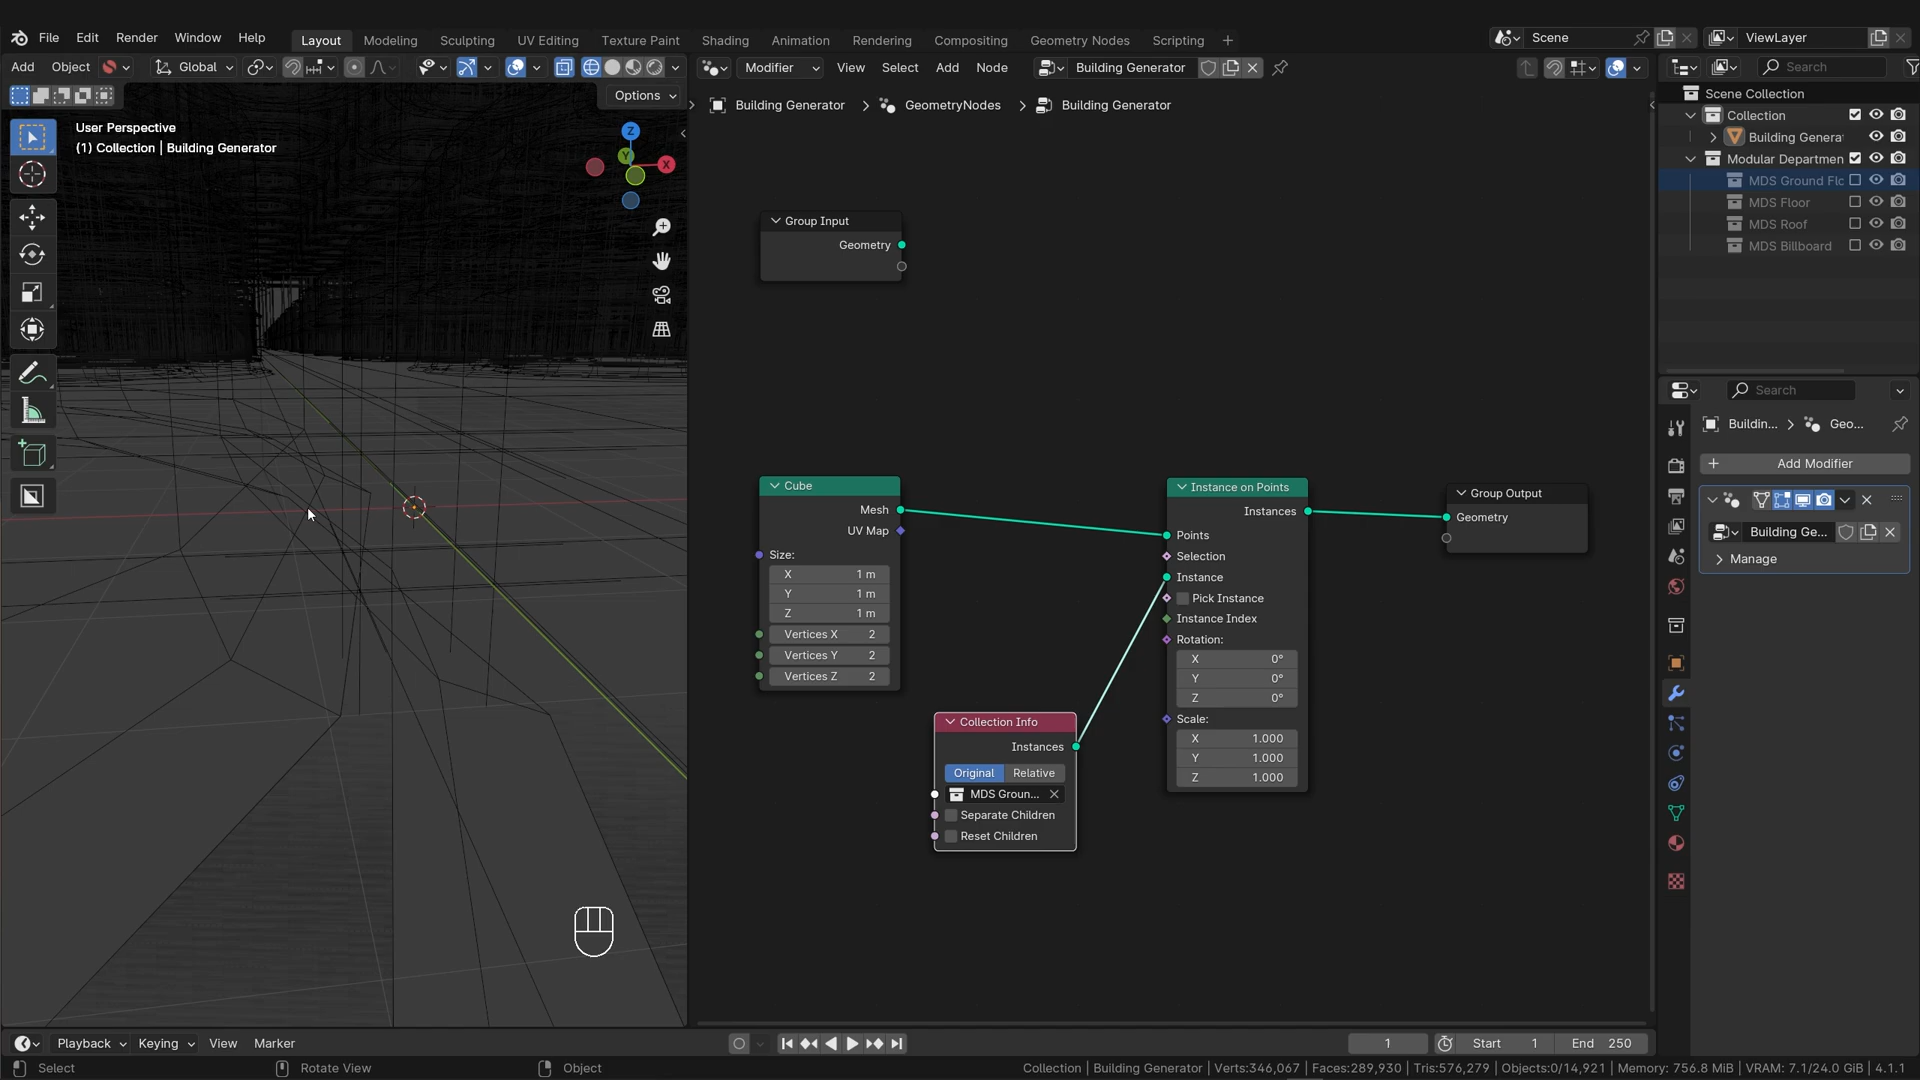 File Edit Render Window Help Layout Modeling Sculpting UV Editing Texture Paint Shading Animation Rendering Compositing Geometry Nodes Scripting + Scene ViewLayer
Add Object Global Modifier View Select Add Node Building Generator Search
Options
Building Generator > GeometryNodes > Building Generator
User Perspective
(1) Collection | Building Generator
Z
Y
X
Group Input
Geometry
Cube
Mesh
UV Map
Size:
X 1 m
Y 1 m
Z 1 m
Vertices X 2
Vertices Y 2
Vertices Z 2
Collection Info
Instances
Original Relative
MDS Groun...
Separate Children
Reset Children
Instance on Points
Instances
Points
Selection
Instance
Pick Instance
Instance Index
Rotation:
X 0°
Y 0°
Z 0°
Scale:
X 1.000
Y 1.000
Z 1.000
Group Output
Geometry
Scene Collection
Collection
Building Genera
Modular Departmen
MDS Ground Flo
MDS Floor
MDS Roof
MDS Billboard
Search
Buildin... > Geo...
+ Add Modifier
Building Ge...
Manage
Playback Keying View Marker 1 Start 1 End 250
Select Rotate View Object Collection | Building Generator | Verts:346,067 | Faces:289,930 | Tris:576,279 | Objects:0/14,921 | Memory: 756.8 MiB | VRAM: 7.1/24.0 GiB | 4.1.1